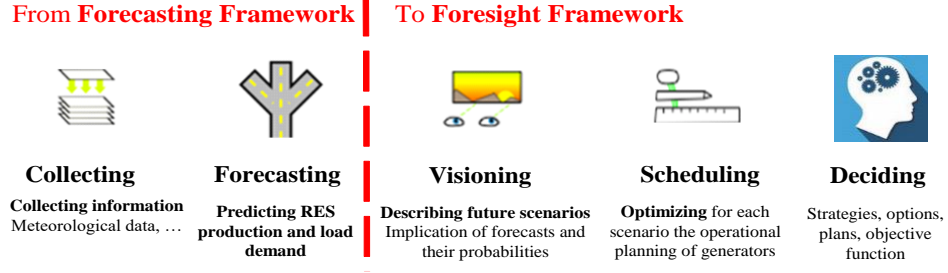 From Forecasting Framework
To Foresight Framework
Collecting
Collecting information
Meteorological data, …
Forecasting
Predicting RES
production and load
demand
Visioning
Describing future scenarios
Implication of forecasts and
their probabilities
Scheduling
Optimizing for each
scenario the operational
planning of generators
Deciding
Strategies, options,
plans, objective
function